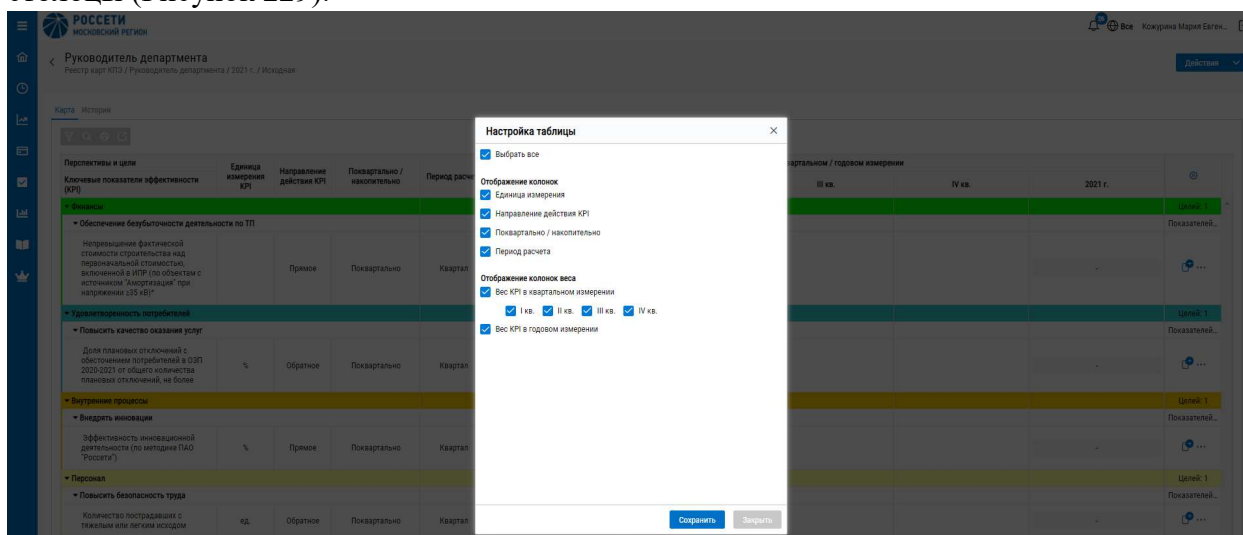 РОССЕТИ
МОСКОВСКИЙ РЕГИОН
26
Все Кожурина Мария Евген...
Руководитель департамента
Реестр карт КПЭ / Руководитель департамента / 2021 г. / Исходная
Действия
Карта История
Настройка таблицы
Выбрать все
Отображение колонок
Единица измерения
Направление действия KPI
Поквартально / накопительно
Период расчета
Отображение колонок веса
Вес KPI в квартальном измерении
I кв. II кв. III кв. IV кв.
Вес KPI в годовом измерении
Сохранить Закрыть
Перспективы и цели
Ключевые показатели эффективности
(KPI)
Единица
измерения
KPI
Направление
действия KPI
Поквартально /
накопительно
Период расче
квартальном / годовом измерении
III кв. IV кв. 2021 г.
Финансы Целей: 1
Обеспечение безубыточности деятельности по ТП Показателей...
Непревышение фактической
стоимости строительства над
первоначальной стоимостью,
включенной в ИПР (по объектам с
источником "Амортизация" при
напряжении ≥35 кВ)*
Прямое Поквартально Квартал - ...
Удовлетворенность потребителей Целей: 1
Повысить качество оказания услуг Показателей...
Доля плановых отключений с
обесточением потребителей в ОЗП
2020-2021 от общего количества
плановых отключений, не более
% Обратное Поквартально Квартал - ...
Внутренние процессы Целей: 1
Внедрять инновации Показателей...
Эффективность инновационной
деятельности (по методике ПАО
"Россети")
% Прямое Поквартально Квартал - ...
Персонал Целей: 1
Повысить безопасность труда Показателей...
Количество пострадавших с
тяжелым или легким исходом
ед. Обратное Поквартально Квартал - ...